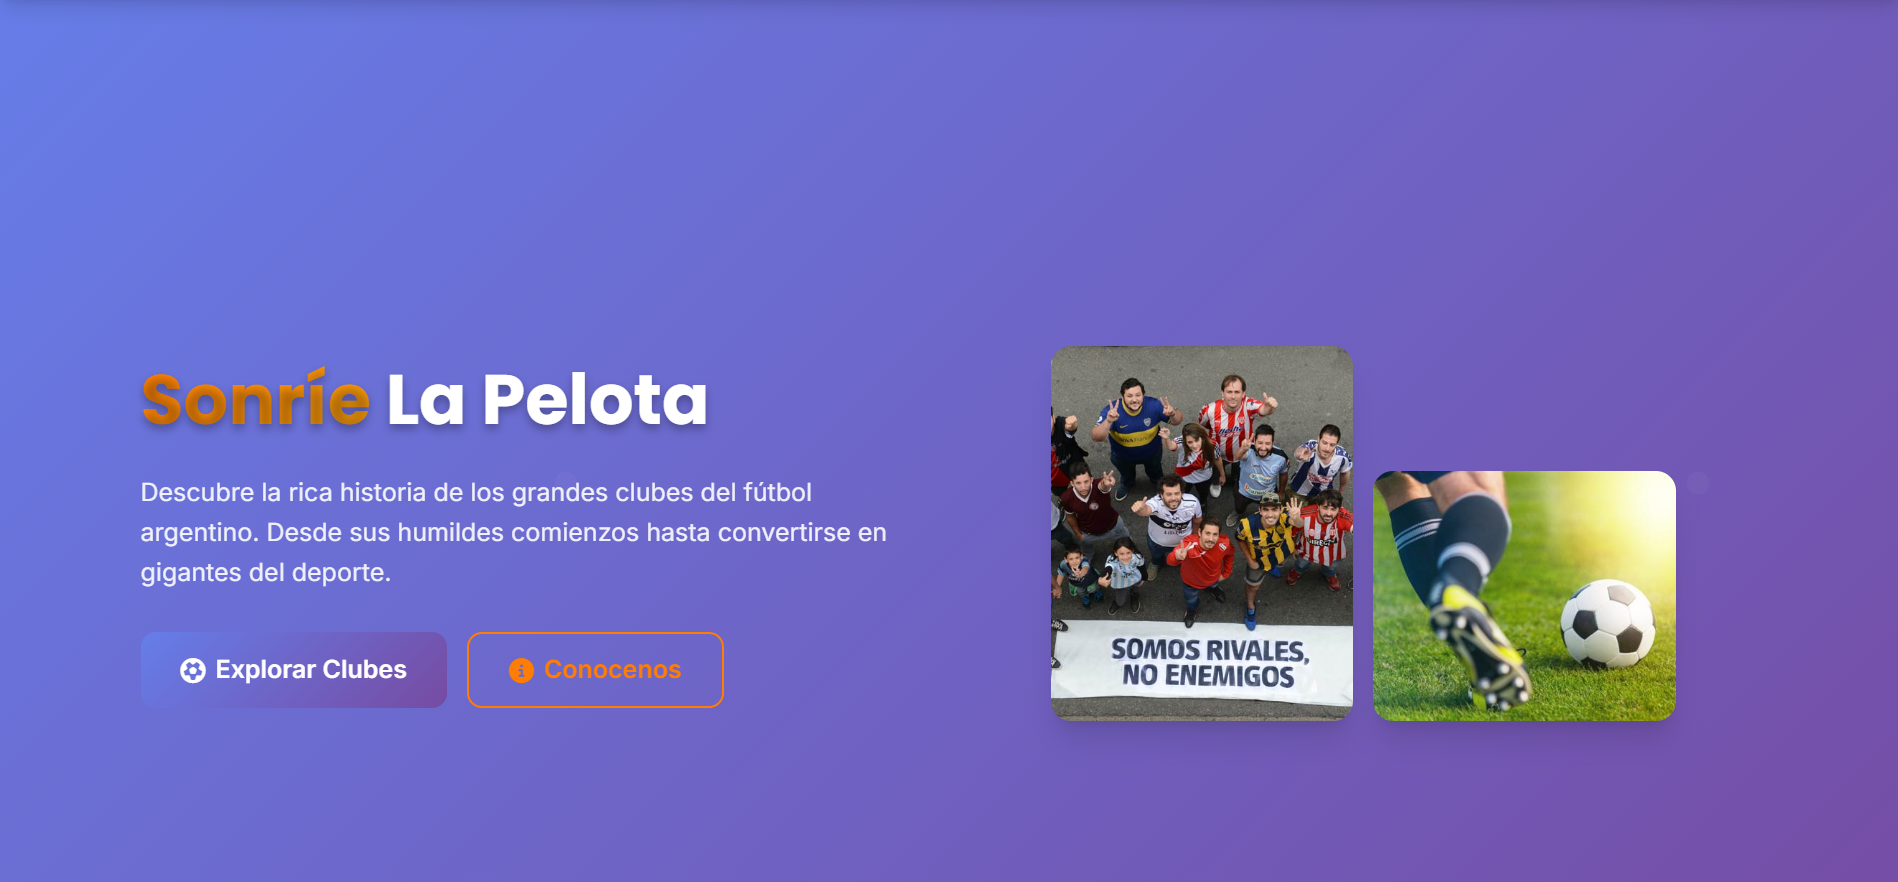 Sonríe La Pelota
Descubre la rica historia de los grandes clubes del fútbol
argentino. Desde sus humildes comienzos hasta convertirse en
gigantes del deporte.
Explorar Clubes
Conocenos
SOMOS RIVALES,
NO ENEMIGOS